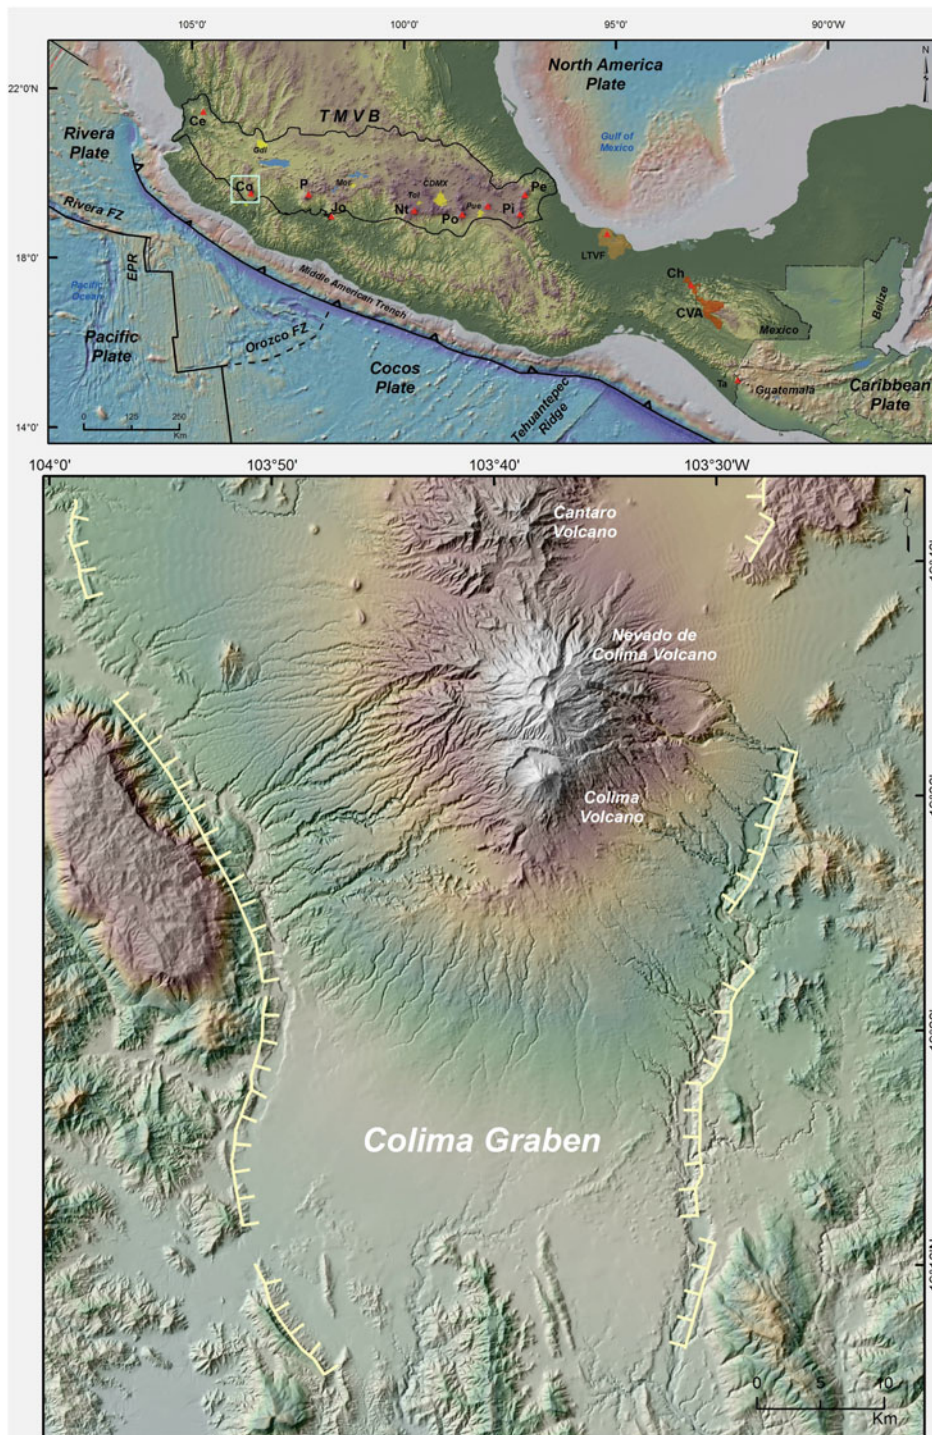 105°0'
100°0'
95°0'
90°0'W
22°0'N
18°0'
14°0'
N
North America
Plate
Gulf of
Mexico
T M V B
Ce
Gdl
Rivera
Plate
Co
P
Mor
Tol
CDMX
Pue
Pe
Jo
Nt
Po
Pi
LTVF
Rivera FZ
EPR
Pacific
Ocean
Middle American Trench
Ch
CVA
Mexico
Belize
Pacific
Plate
Orozco FZ
Cocos
Plate
Ta
Guatemala
Caribbean
Plate
Tehuantepec
Ridge
0 125 250
Km
104°0'
103°50'
103°40'
103°30'W
Cantaro
Volcano
Nevado de
Colima Volcano
Colima
Volcano
Colima Graben
0 5 10
Km